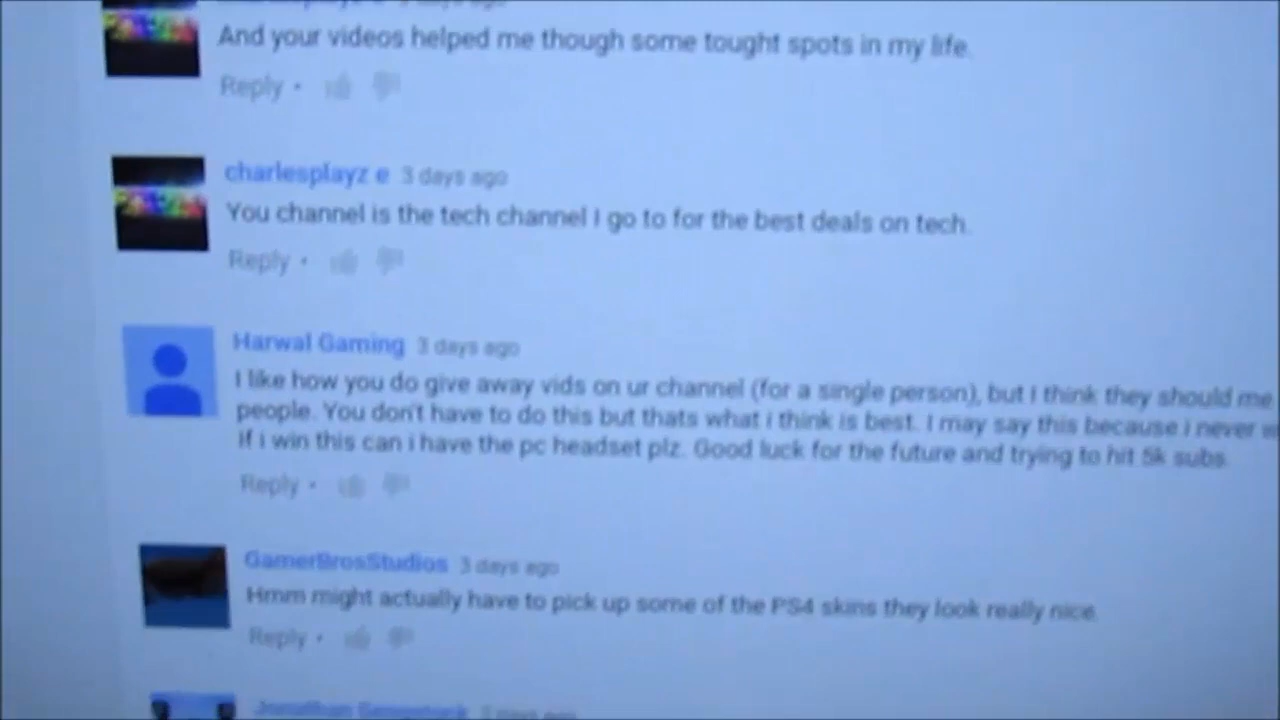 And your videos helped me though some tought spots in my life.
Reply •
charlesplayz e 3 days ago
You channel is the tech channel I go to for the best deals on tech.
Reply •
Harwal Gaming 3 days ago
I like how you do give away vids on ur channel (for a single person), but i think they should me
people. You don't have to do this but thats what i think is best. I may say this because i never
If i win this can i have the pc headset plz. Good luck for the future and trying to hit 5k subs.
Reply •
GamerBrosStudios 3 days ago
Hmm might actually have to pick up some of the PS4 skins they look really nice.
Reply •
Jonathan